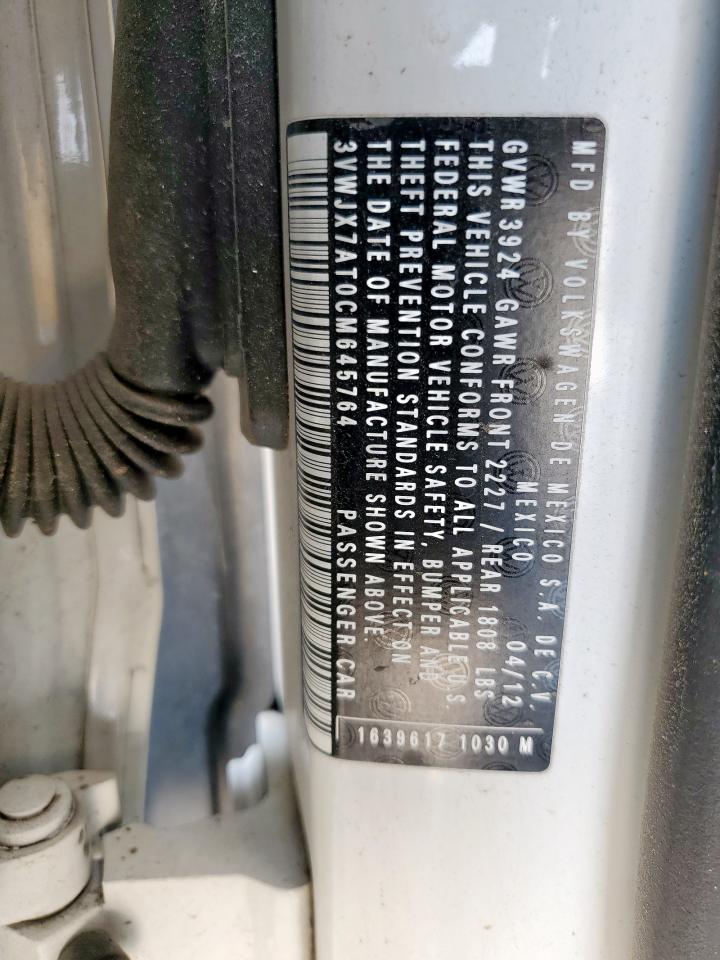 MFD BY VOLKSWAGEN DE MEXICO S.A. DE C.V.
MEXICO 04/12
GVWR 3924 GAWR FRONT 2227 / REAR 1808 LBS
THIS VEHICLE CONFORMS TO ALL APPLICABLE U.S.
FEDERAL MOTOR VEHICLE SAFETY, BUMPER AND
THEFT PREVENTION STANDARDS IN EFFECT ON
THE DATE OF MANUFACTURE SHOWN ABOVE.
3VWJX7AT0CM645764 PASSENGER CAR
1639617 1030 M